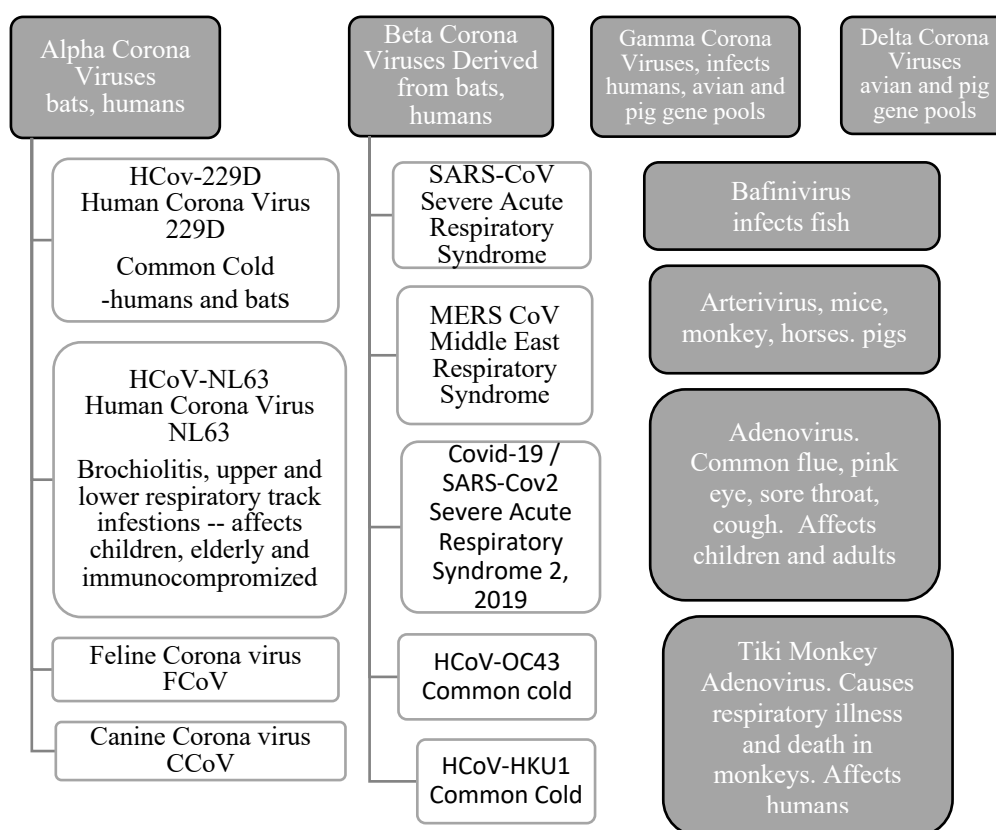 Alpha Corona
Viruses
bats, humans
HCov-229D
Human Corona Virus
229D
Common Cold
-humans and bats
HCoV-NL63
Human Corona Virus
NL63
Brochiolitis, upper and
lower respiratory track
infestions -- affects
children, elderly and
immunocompromized
Feline Corona virus
FCoV
Canine Corona virus
CCoV
Beta Corona
Viruses Derived
from bats,
humans
SARS-CoV
Severe Acute
Respiratory
Syndrome
MERS CoV
Middle East
Respiratory
Syndrome
Covid-19 /
SARS-Cov2
Severe Acute
Respiratory
Syndrome 2,
2019
HCoV-OC43
Common cold
HCoV-HKU1
Common Cold
Gamma Corona
Viruses, infects
humans, avian and
pig gene pools
Delta Corona
Viruses
avian and pig
gene pools
Bafinivirus
infects fish
Arterivirus, mice,
monkey, horses. pigs
Adenovirus.
Common flue, pink
eye, sore throat,
cough.  Affects
children and adults
Tiki Monkey
Adenovirus. Causes
respiratory illness
and death in
monkeys. Affects
humans